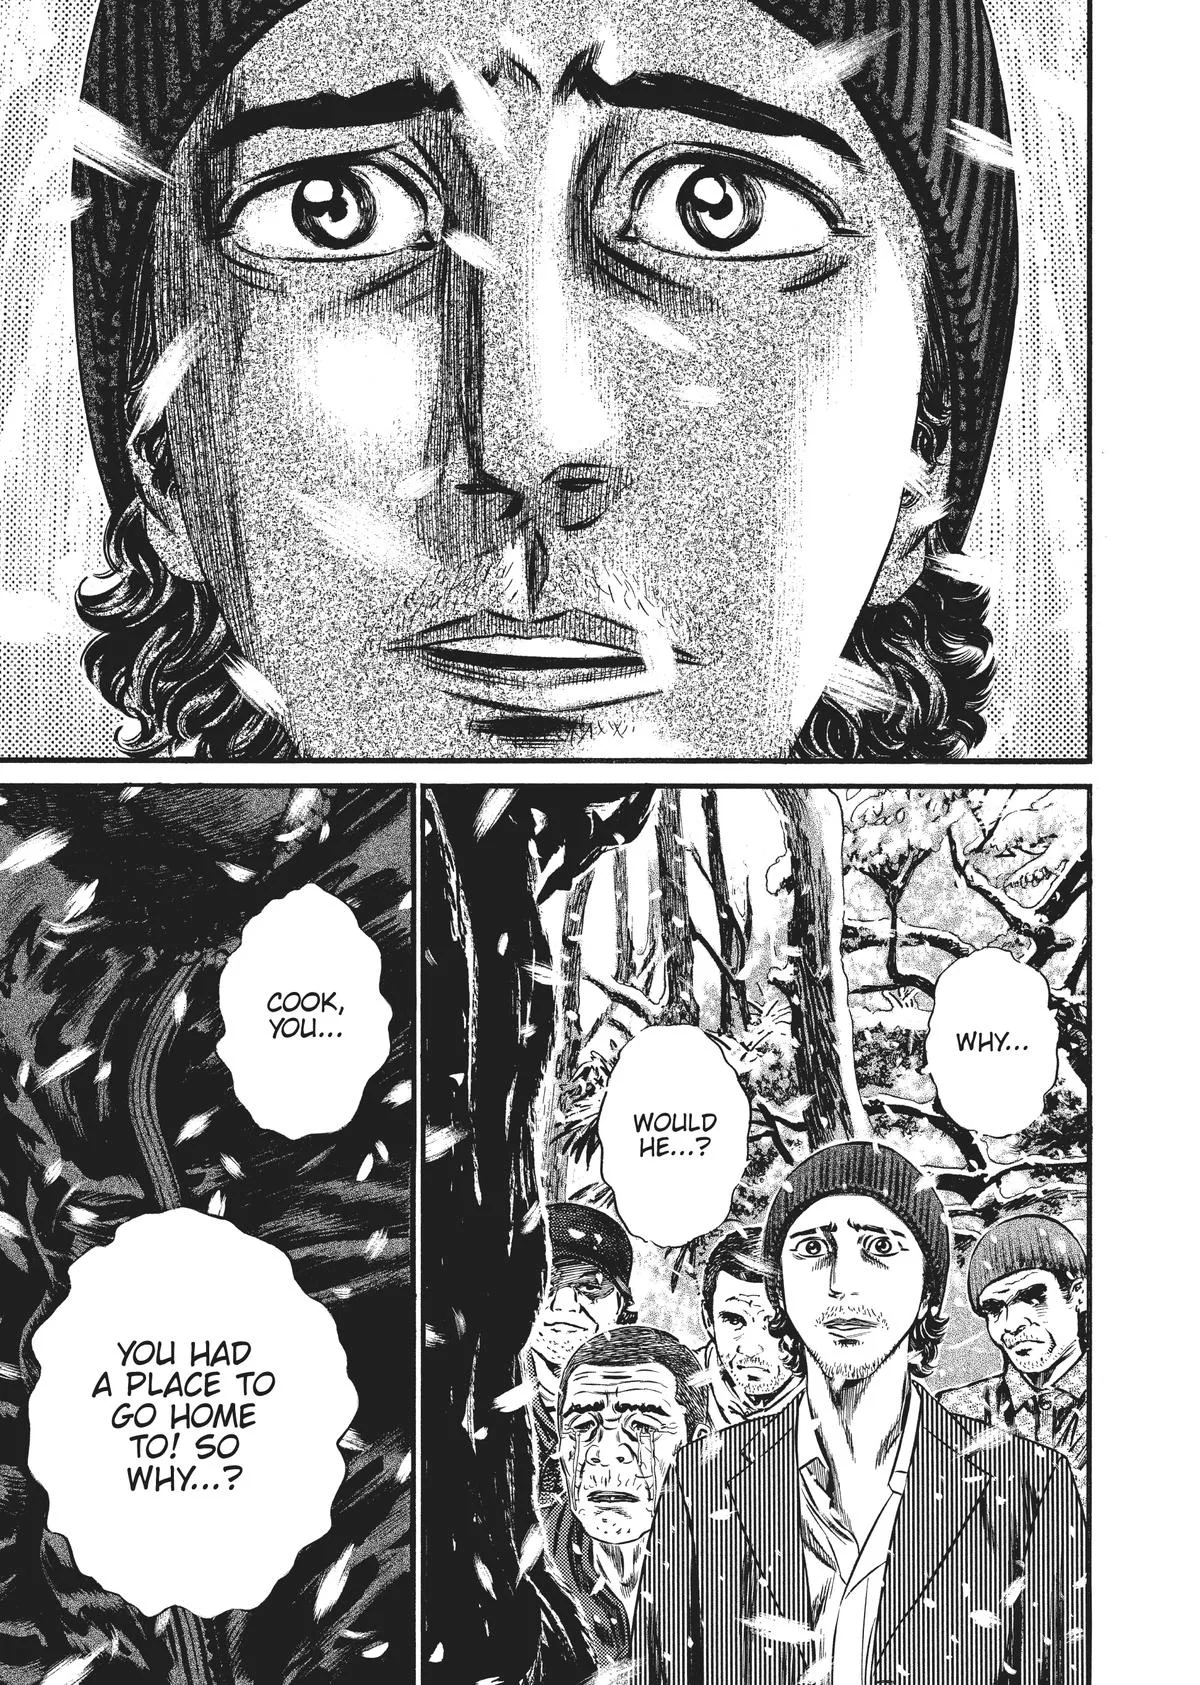 WHY...
WOULD
HE...?
COOK,
YOU...
YOU HAD
A PLACE TO
GO HOME
TO! SO
WHY...?